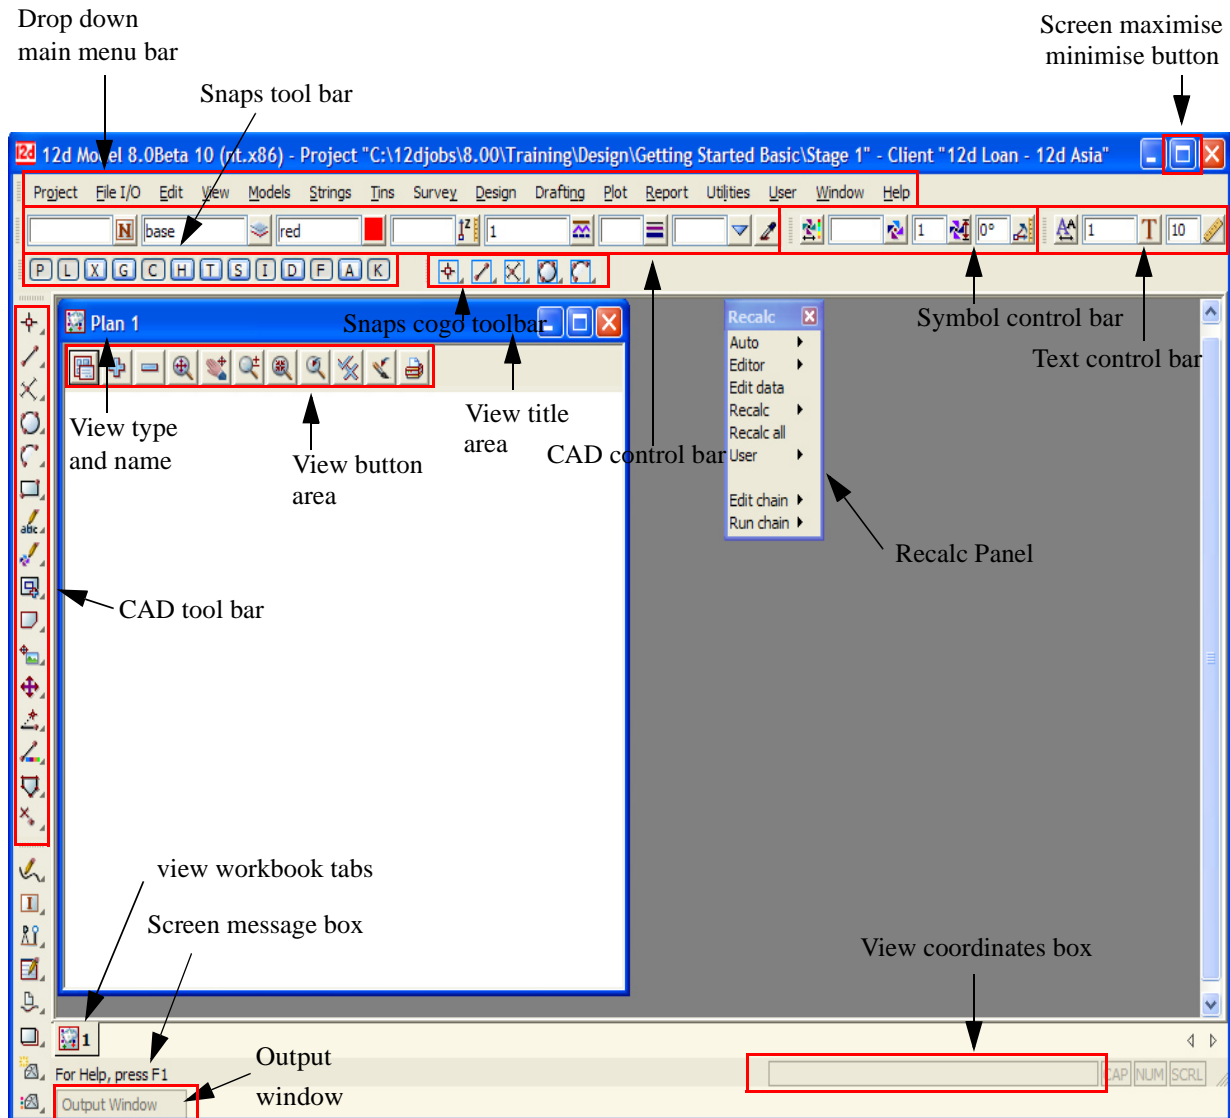 Drop down
main menu bar
Screen maximise
minimise button
Snaps tool bar
12d Model 8.0Beta 10 (nt.x86) - Project "C:\12djobs\8.00\Training\Design\Getting Started Basic\Stage 1" - Client "12d Loan - 12d Asia"
Project File I/O Edit View Models Strings Tins Survey Design Drafting Plot Report Utilities User Window Help
N base red 1 1 0° 1 T 10
P L X G C H T S I D F A K
Plan 1
Snaps cogo toolbar
Recalc
Symbol control bar
Auto
Text control bar
Editor
Edit data
Recalc
Recalc all
User
Edit chain
Run chain
View type
and name
View button
area
View title
area
CAD control bar
Recalc Panel
abc
CAD tool bar
view workbook tabs
Screen message box
View coordinates box
1
Output
window
For Help, press F1
CAP NUM SCRL
Output Window